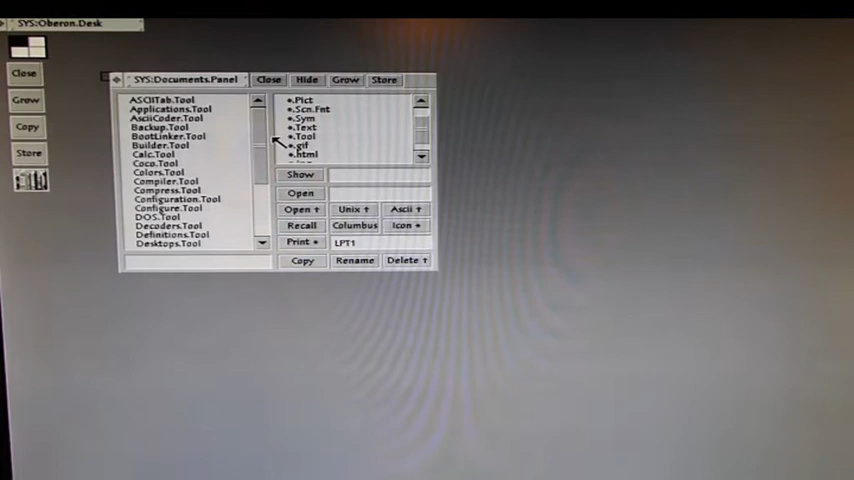 SYS:Oberon.Desk
Close
Grow
Copy
Store
SYS:Documents.Panel Close Hide Grow Store
ASCIITab.Tool
Applications.Tool
AsciiCoder.Tool
Backup.Tool
BootLinker.Tool
Builder.Tool
Calc.Tool
Coco.Tool
Colors.Tool
Compiler.Tool
Compress.Tool
Configuration.Tool
Configure.Tool
DOS.Tool
Decoders.Tool
Definitions.Tool
Desktops.Tool
*.Pict
*.Scn.Fnt
*.Sym
*.Text
*.Tool
*.gif
*.html
Show
Open
Open ↑ Unix ↑ Ascii ↑
Recall Columbus Icon *
Print * LPT1
Copy Rename Delete ↑